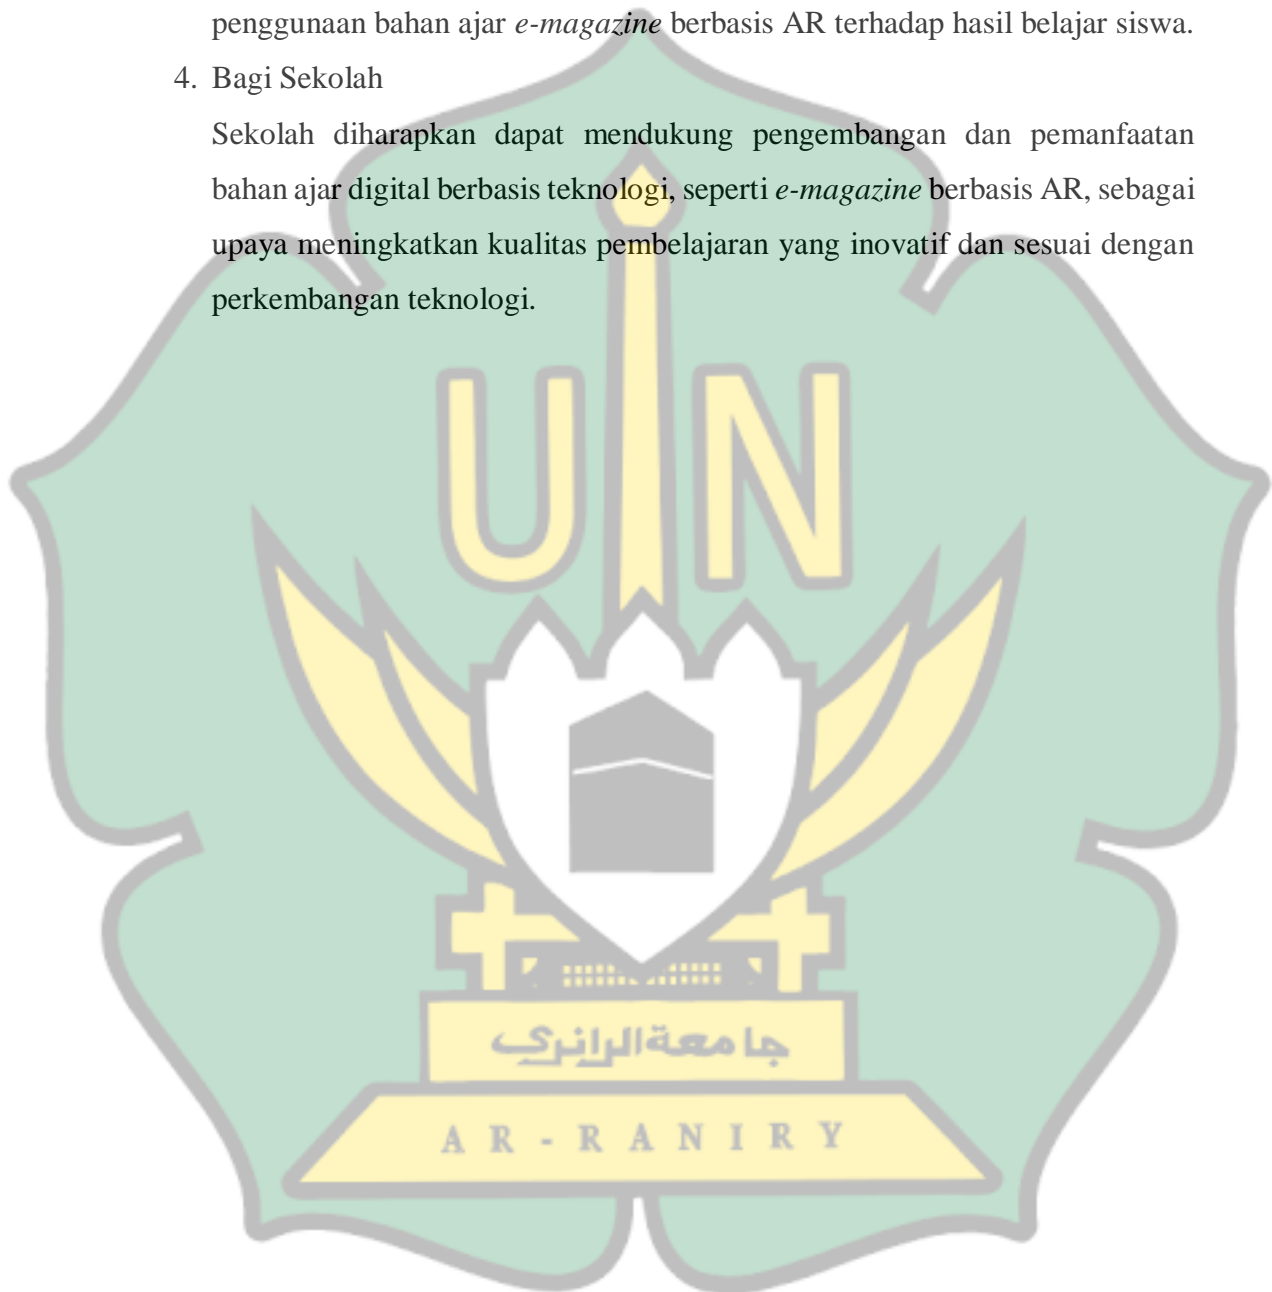 penggunaan bahan ajar e-magazine berbasis AR terhadap hasil belajar siswa.
4. Bagi Sekolah
Sekolah diharapkan dapat mendukung pengembangan dan pemanfaatan
bahan ajar digital berbasis teknologi, seperti e-magazine berbasis AR, sebagai
upaya meningkatkan kualitas pembelajaran yang inovatif dan sesuai dengan
perkembangan teknologi.
U N
جامعة الرانري
AR-RANIRY